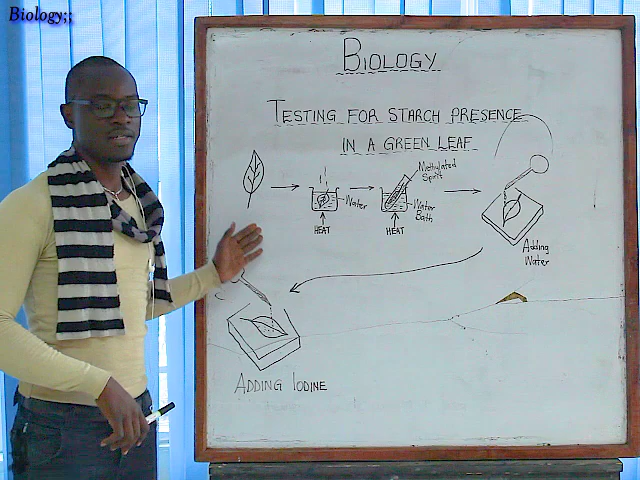 Biology;;
BIOLOGY
TESTING FOR STARCH PRESENCE
IN A GREEN LEAF
Methylated
Spirit
Water
Water
Bath
HEAT
HEAT
Adding
Water
ADDING IODINE